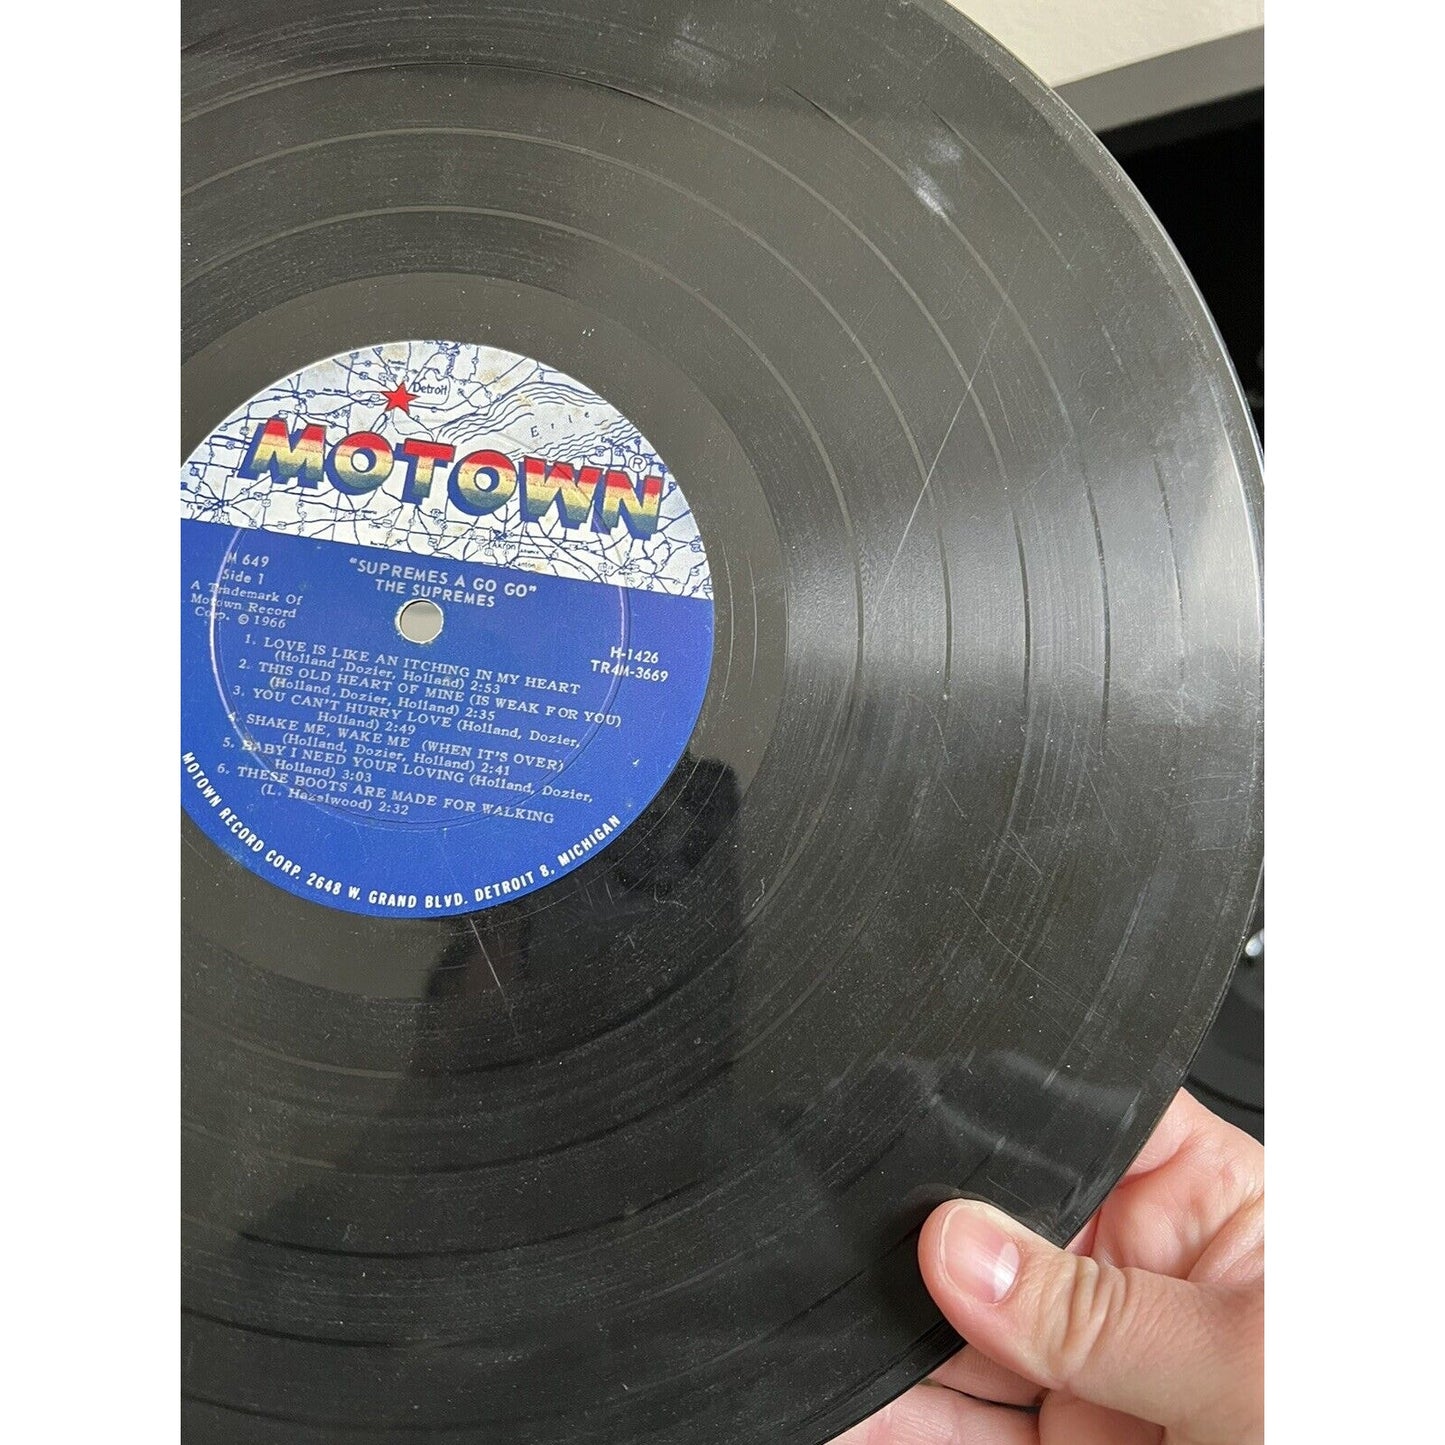 Detroit
Erie
MOTOWN®
Akron
Canton
M 649
Side 1
A Trademark Of
Motown Record
Corp. © 1966
"SUPREMES A GO GO"
THE SUPREMES
H-1426
TR4M-3669
1. LOVE IS LIKE AN ITCHING IN MY HEART
(Holland, Dozier, Holland) 2:53
2. THIS OLD HEART OF MINE (IS WEAK FOR YOU)
(Holland, Dozier, Holland) 2:35
3. YOU CAN'T HURRY LOVE (Holland, Dozier,
Holland) 2:49
4. SHAKE ME, WAKE ME (WHEN IT'S OVER)
(Holland, Dozier, Holland) 2:41
5. BABY I NEED YOUR LOVING (Holland, Dozier,
Holland) 3:03
6. THESE BOOTS ARE MADE FOR WALKING
(L. Hazelwood) 2:32
MOTOWN RECORD CORP. 2648 W. GRAND BLVD. DETROIT 8, MICHIGAN